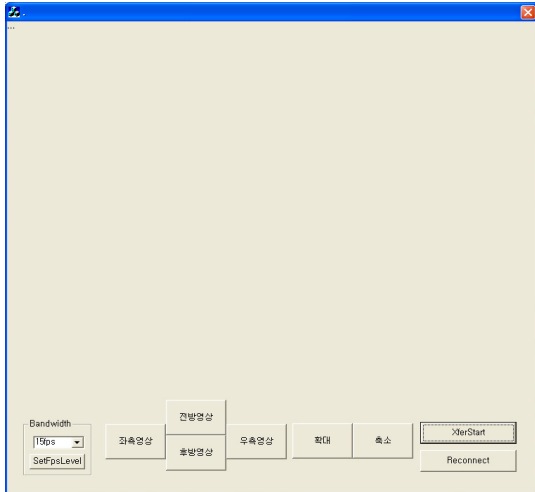 ...
전방영상
Bandwidth
15fps
좌측영상
우측영상
확대
축소
XferStart
후방영상
SetFpsLevel
Reconnect